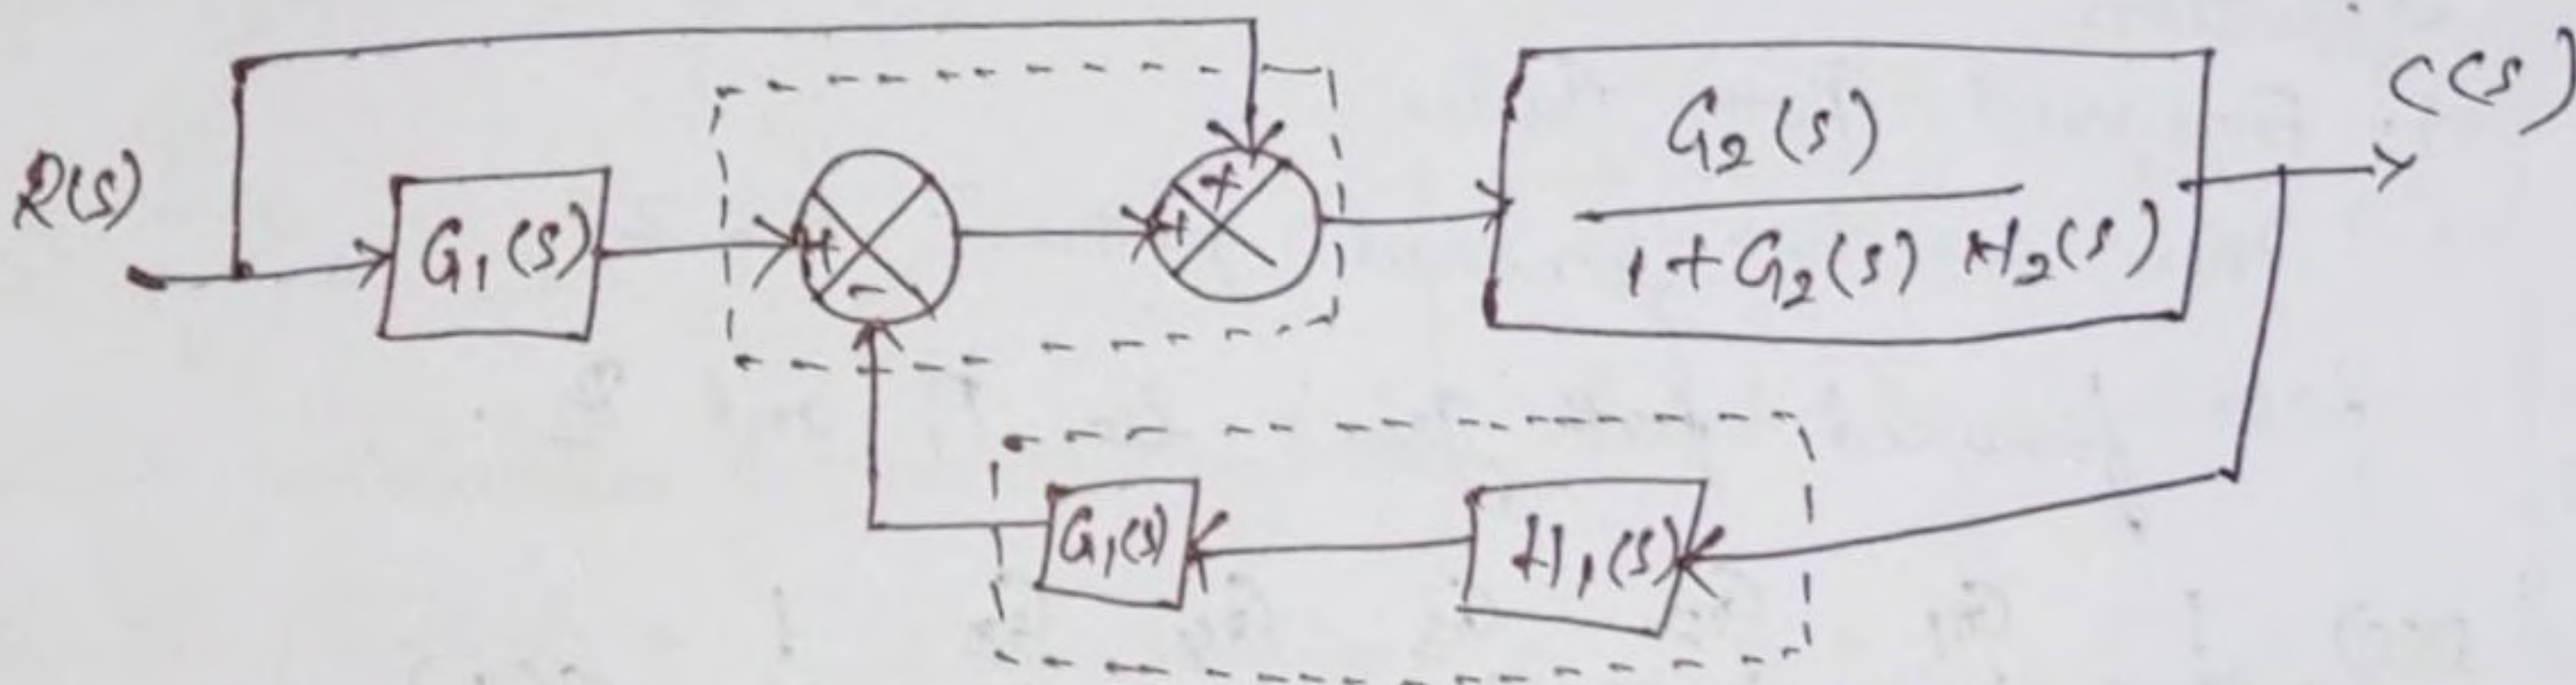 R(S)
G1(S)
+
-
+
+
G2(s)
1+G2(s) H2(s)
C(S)
G1(s)
H1(s)